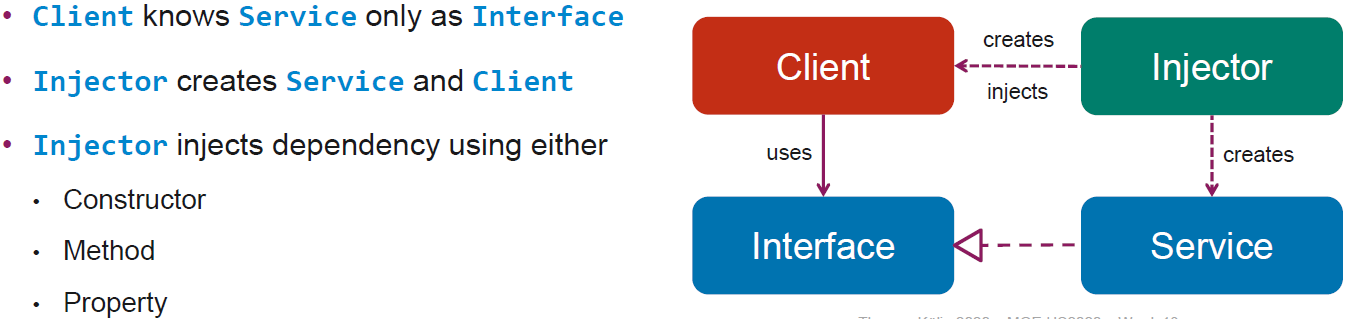 • Client knows Service only as Interface
• Injector creates Service and Client
• Injector injects dependency using either
• Constructor
• Method
• Property
Client
creates
injects
Injector
uses
creates
Interface
Service